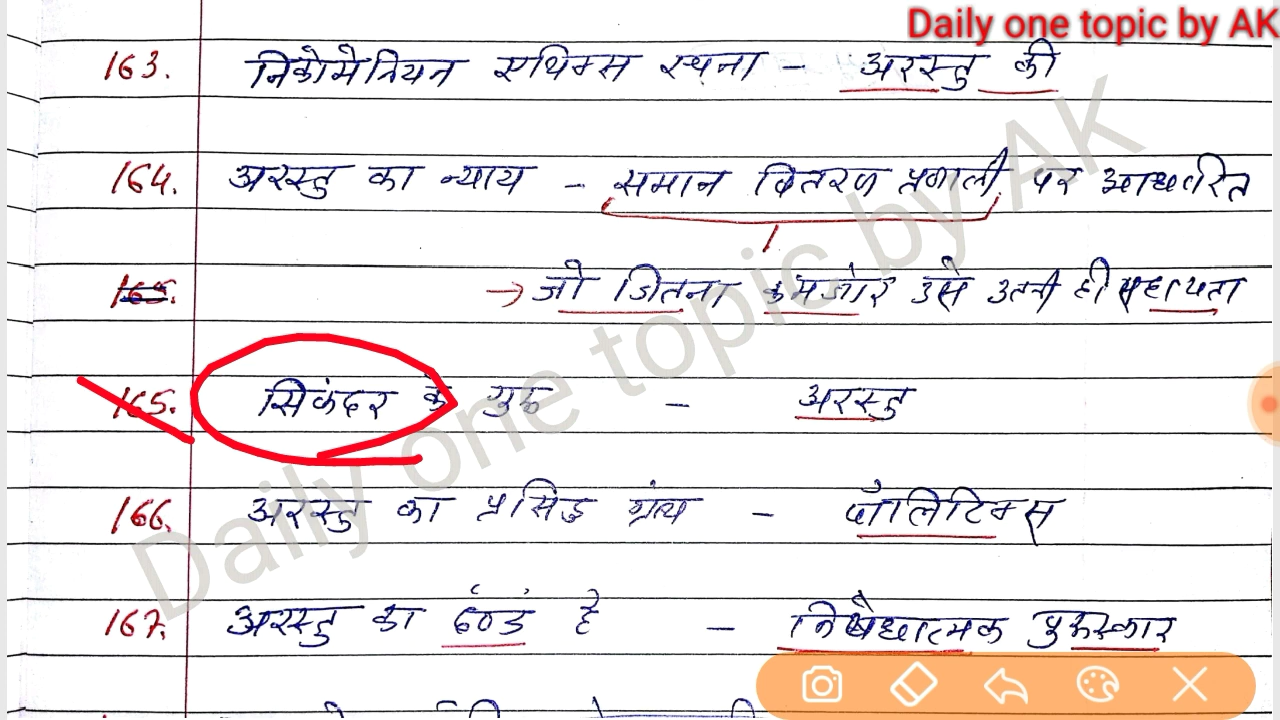 Daily one topic by AK
163. निकोमेनियन एथिक्स रचना - अरस्तु की
164. अरस्तु का न्याय - समान वितरण प्रणाली पर आधारित
165.
→ जो जितना कमजोर उसे उतनी ही सहायता
165. सिकंदर के गुरु - अरस्तु
166. अरस्तु का प्रसिद्ध ग्रंथ - पॉलिटिक्स
167. अरस्तु का दण्ड है - निषेधात्मक पुरुस्कार
Daily one topic by AK